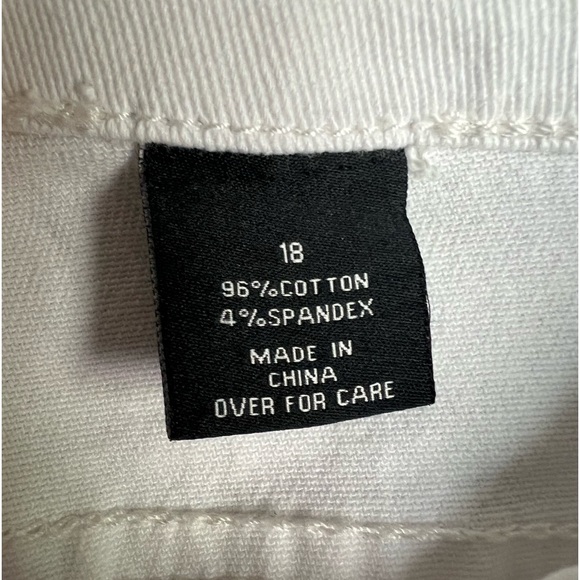 18
96%COTTON
4%SPANDEX
MADE IN
CHINA
OVER FOR CARE